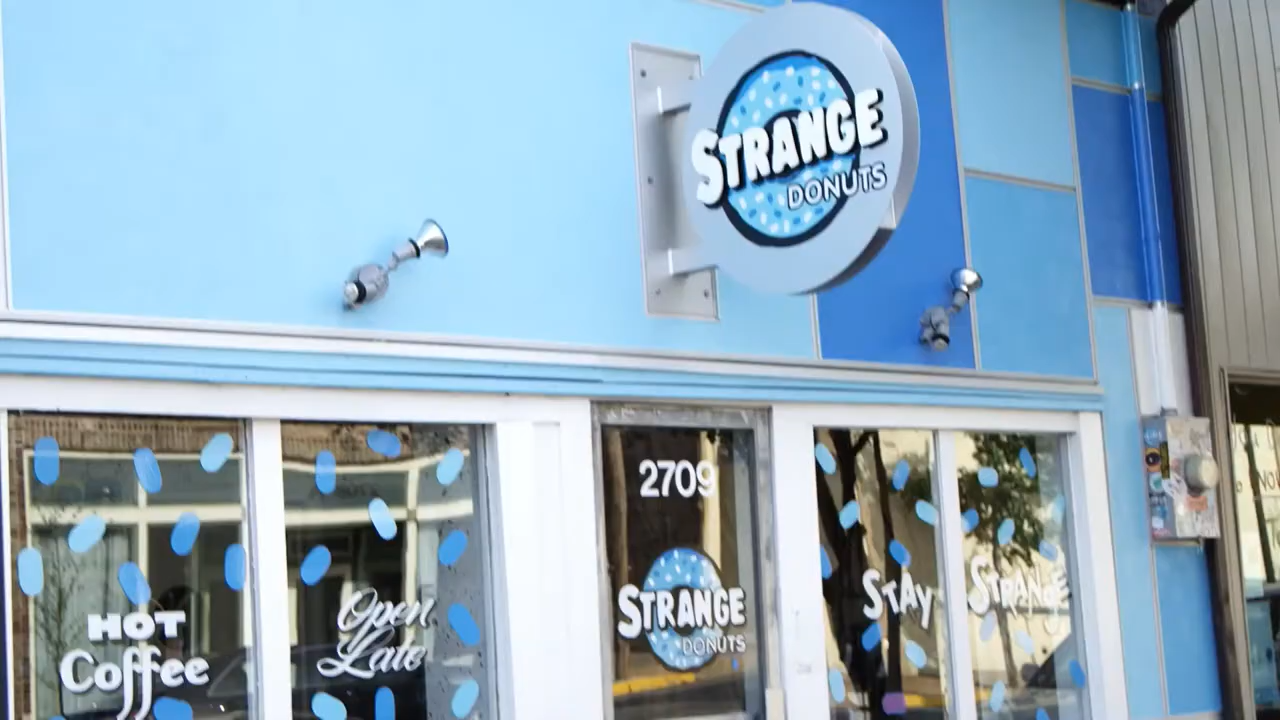 STRANGE
DONUTS
2709
STRANGE
DONUTS
HOT
Coffee
Open
Late
STAY STRANGE